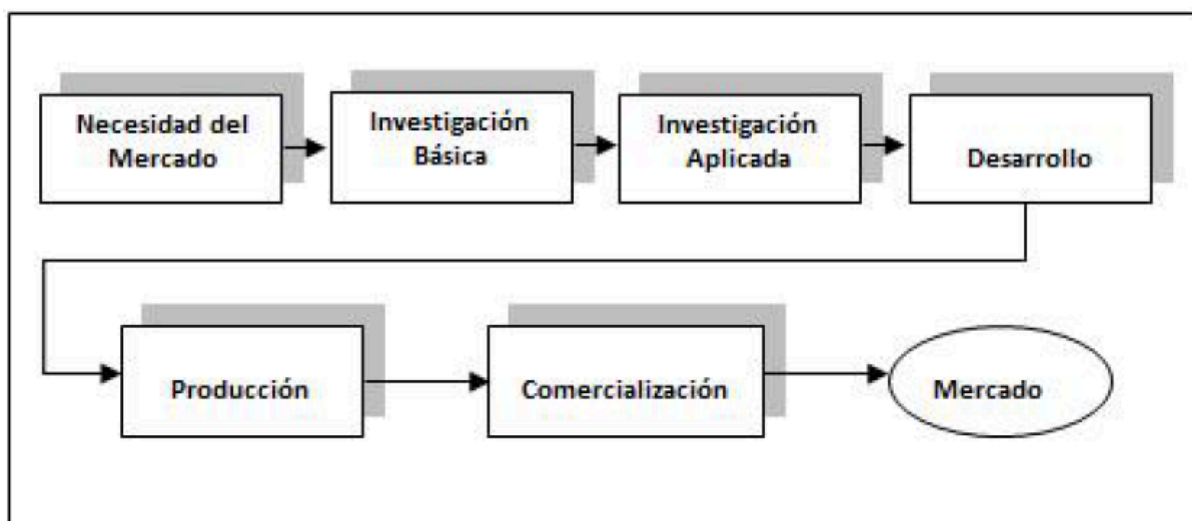 Necesidad del
Mercado
Investigación
Básica
Investigación
Aplicada
Desarrollo
Producción
Comercialización
Mercado